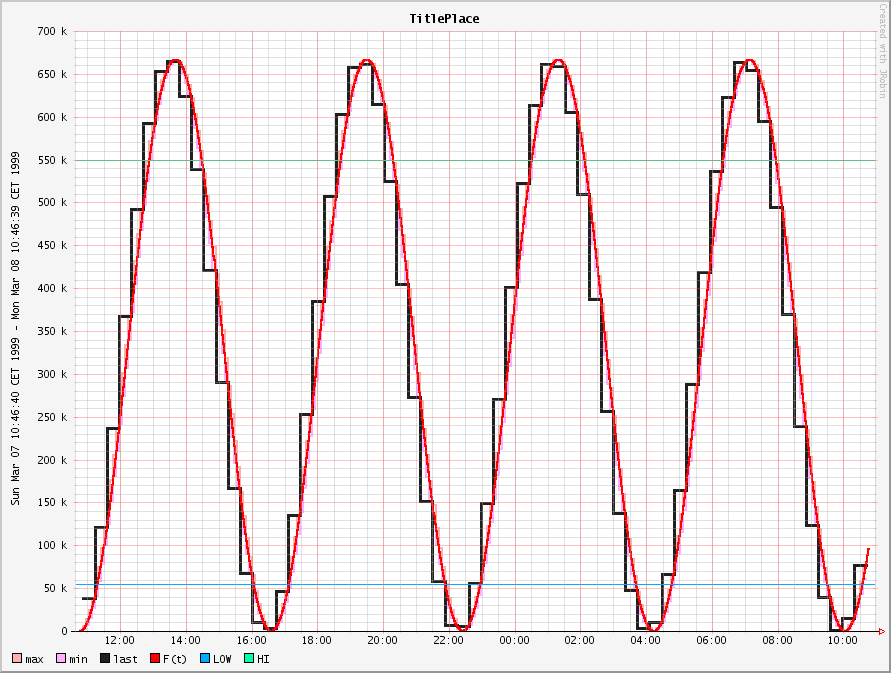 TitlePlace
Created with JRobin
Sun Mar 07 10:46:40 CET 1999 - Mon Mar 08 10:46:39 CET 1999
700 k
650 k
600 k
550 k
500 k
450 k
400 k
350 k
300 k
250 k
200 k
150 k
100 k
50 k
0
12:00 14:00 16:00 18:00 20:00 22:00 00:00 02:00 04:00 06:00 08:00 10:00
max min last F(t) LOW HI